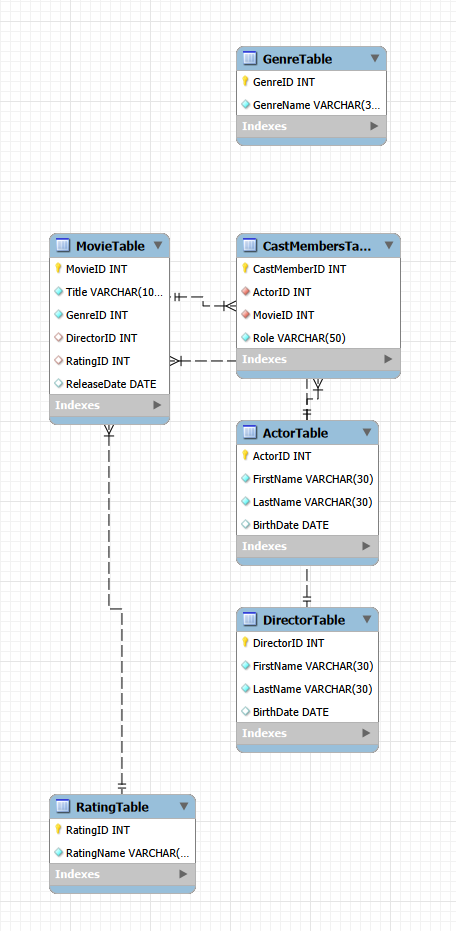 GenreTable
GenreID INT
GenreName VARCHAR(3...
Indexes
MovieTable
MovieID INT
Title VARCHAR(10...
GenreID INT
DirectorID INT
RatingID INT
ReleaseDate DATE
Indexes
CastMembersTa...
CastMemberID INT
ActorID INT
MovieID INT
Role VARCHAR(50)
Indexes
ActorTable
ActorID INT
FirstName VARCHAR(30)
LastName VARCHAR(30)
BirthDate DATE
Indexes
DirectorTable
DirectorID INT
FirstName VARCHAR(30)
LastName VARCHAR(30)
BirthDate DATE
Indexes
RatingTable
RatingID INT
RatingName VARCHAR(...
Indexes